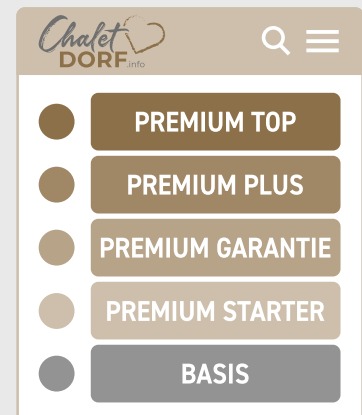 Chalet
DORF.info
PREMIUM TOP
PREMIUM PLUS
PREMIUM GARANTIE
PREMIUM STARTER
BASIS